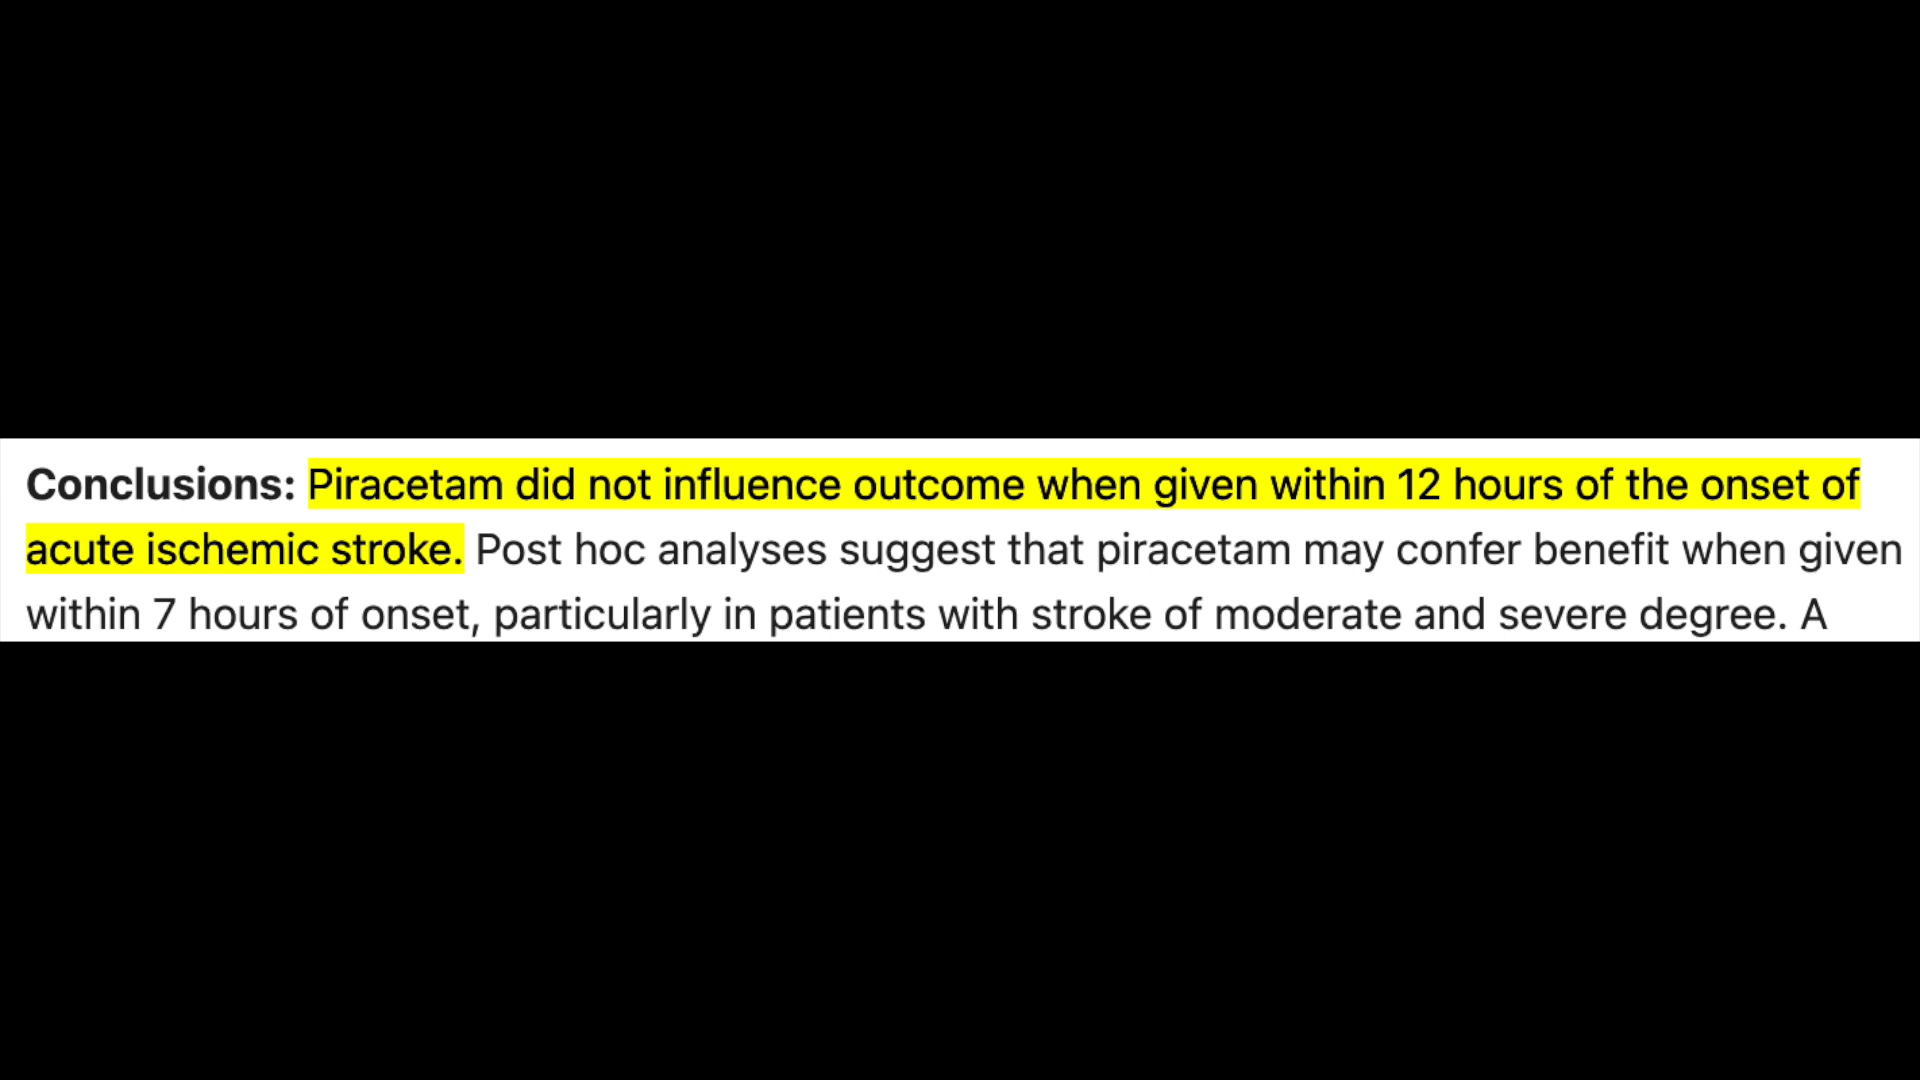 Conclusions: Piracetam did not influence outcome when given within 12 hours of the onset of
acute ischemic stroke. Post hoc analyses suggest that piracetam may confer benefit when given
within 7 hours of onset, particularly in patients with stroke of moderate and severe degree. A